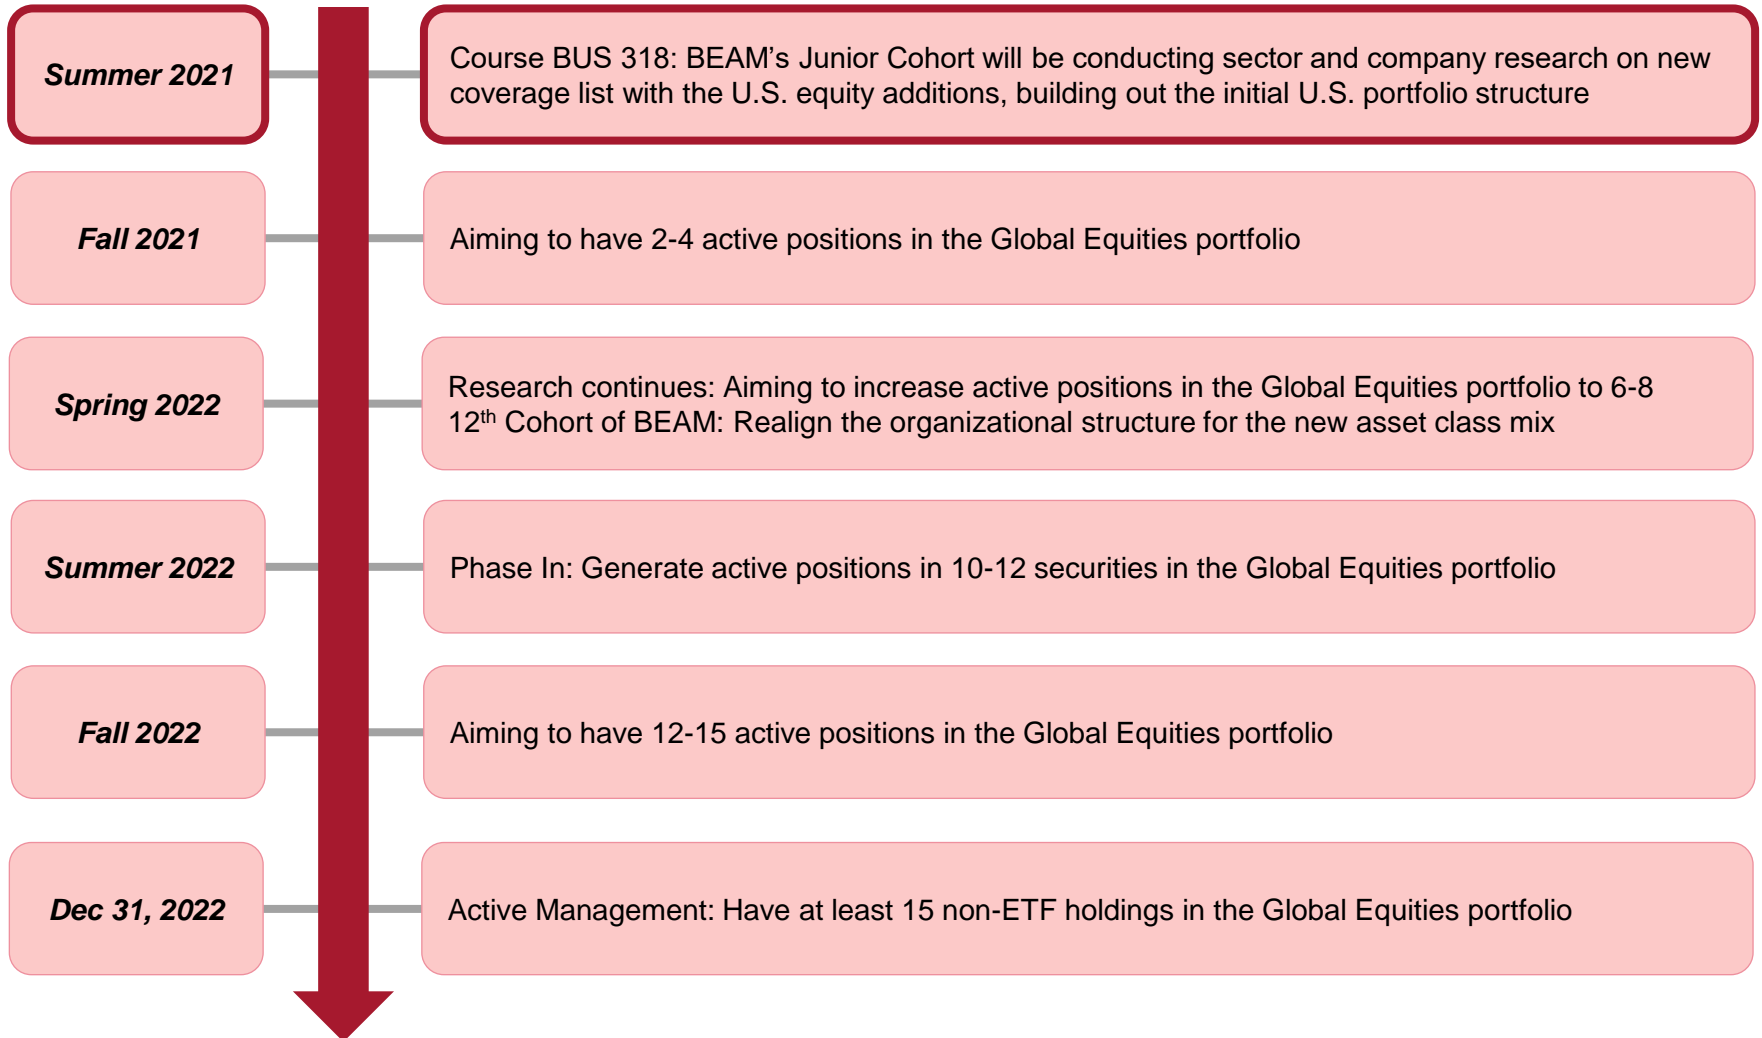 Summer 2021
Course BUS 318: BEAM’s Junior Cohort will be conducting sector and company research on new
coverage list with the U.S. equity additions, building out the initial U.S. portfolio structure
Fall 2021
Aiming to have 2-4 active positions in the Global Equities portfolio
Spring 2022
Research continues: Aiming to increase active positions in the Global Equities portfolio to 6-8
12th Cohort of BEAM: Realign the organizational structure for the new asset class mix
Summer 2022
Phase In: Generate active positions in 10-12 securities in the Global Equities portfolio
Fall 2022
Aiming to have 12-15 active positions in the Global Equities portfolio
Dec 31, 2022
Active Management: Have at least 15 non-ETF holdings in the Global Equities portfolio